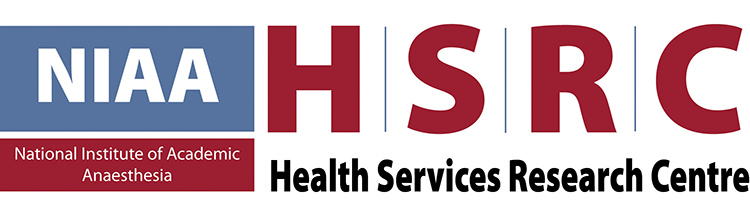 NIAA
National Institute of Academic
Anaesthesia
HSRC
Health Services Research Centre